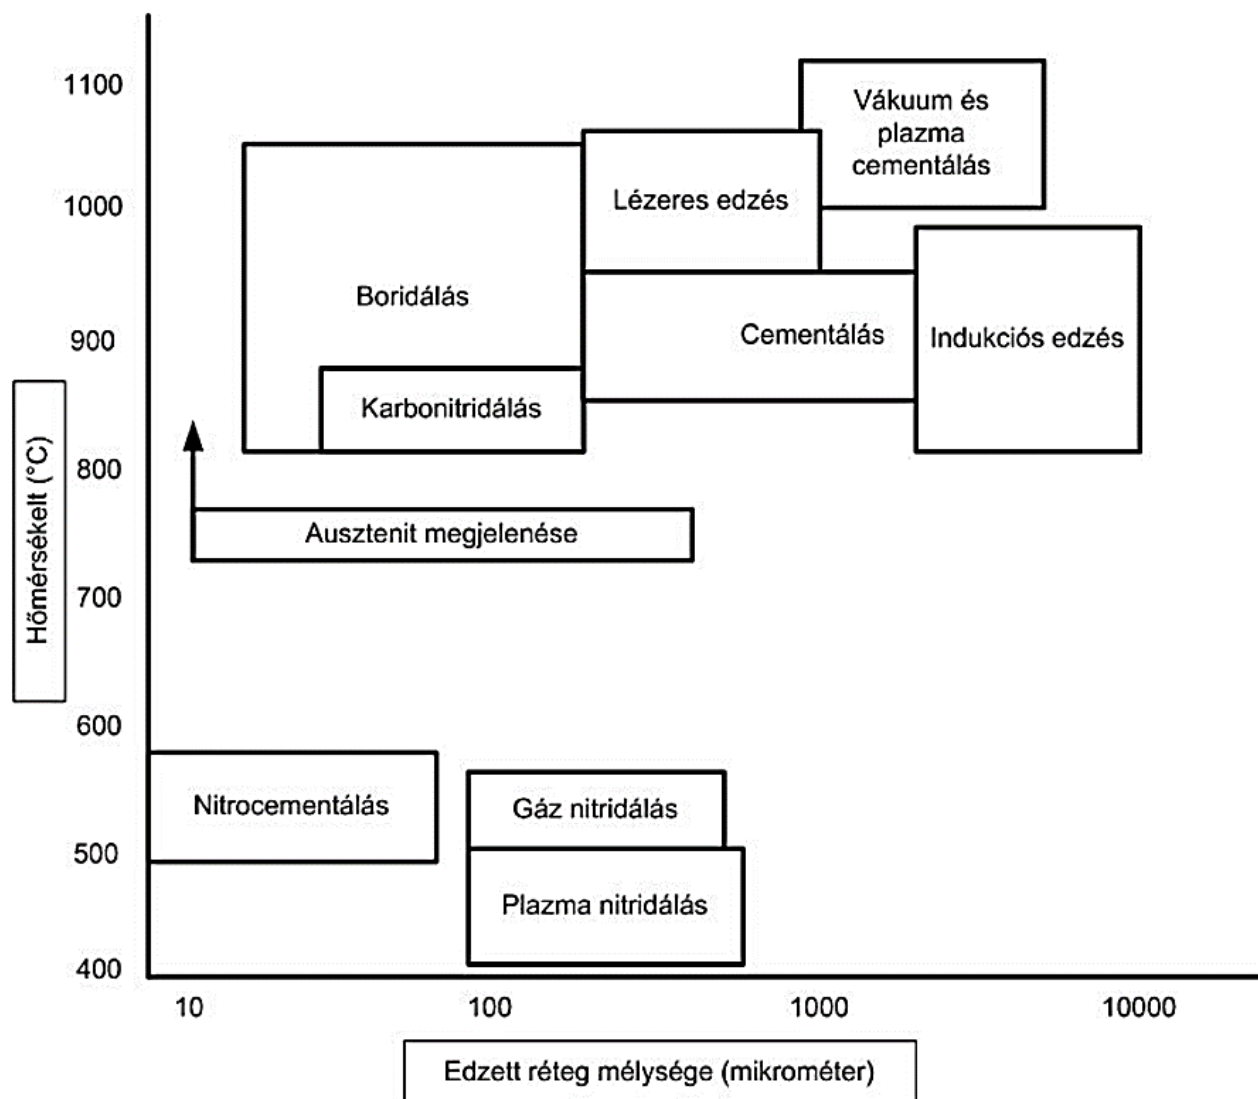 1100
Vákuum és
plazma
cementálás
1000
Lézeres edzés
Boridálás
900
Cementálás
Indukciós edzés
Karbonitridálás
Hőmérsékelt (°C)
800
Ausztenit megjelenése
700
600
Nitrocementálás
Gáz nitridálás
500
Plazma nitridálás
400
10 100 1000 10000
Edzett réteg mélysége (mikrométer)